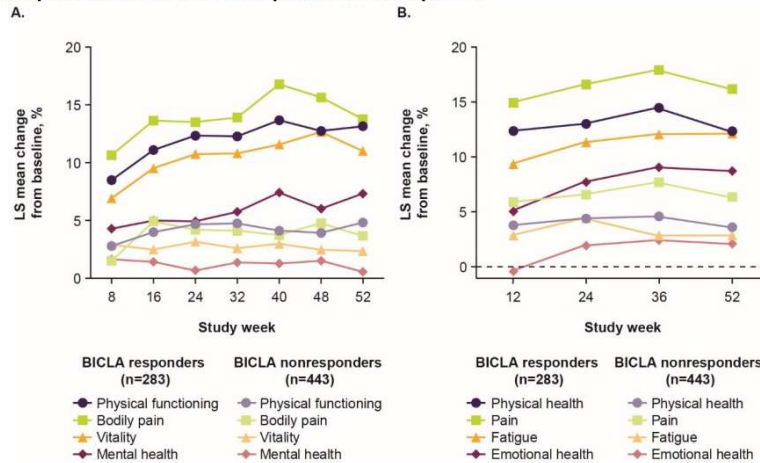 A.
B.
LS mean change
from baseline, %
20
15
10
5
0
8 16 24 32 40 48 52
Study week
LS mean change
from baseline, %
20
15
10
5
0
12 24 36 52
Study week
BICLA responders
(n=283)
Physical functioning
Bodily pain
Vitality
Mental health
BICLA nonresponders
(n=443)
Physical functioning
Bodily pain
Vitality
Mental health
BICLA responders
(n=283)
Physical health
Pain
Fatigue
Emotional health
BICLA nonresponders
(n=443)
Physical health
Pain
Fatigue
Emotional health